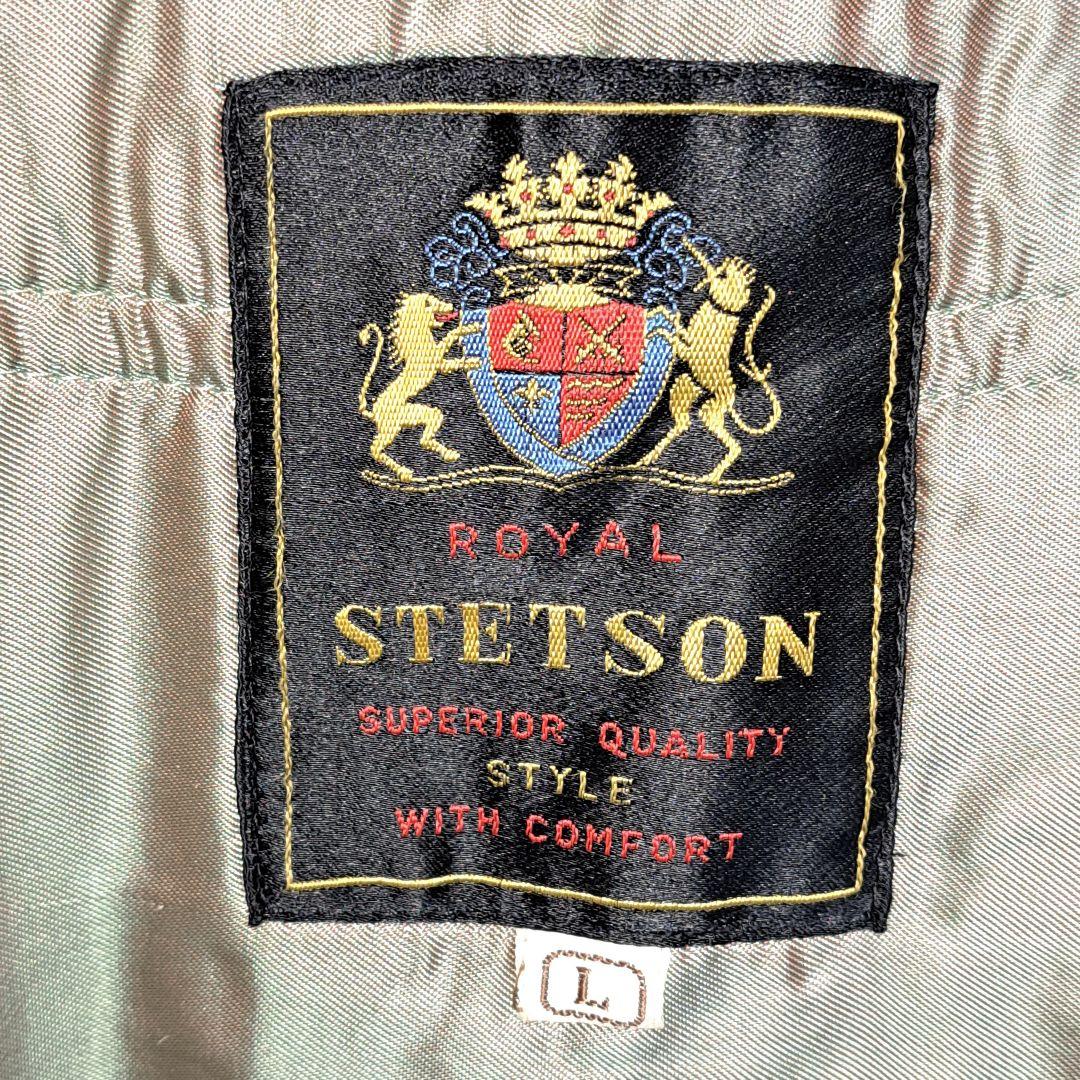 ROYAL
STETSON
SUPERIOR QUALITY
STYLE
WITH COMFORT
L